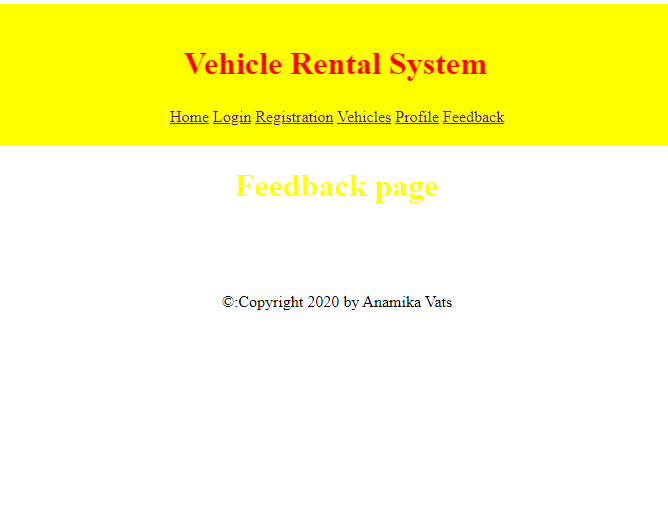 Vehicle Rental System
Home Login Registration Vehicles Profile Feedback
Feedback page
©:Copyright 2020 by Anamika Vats